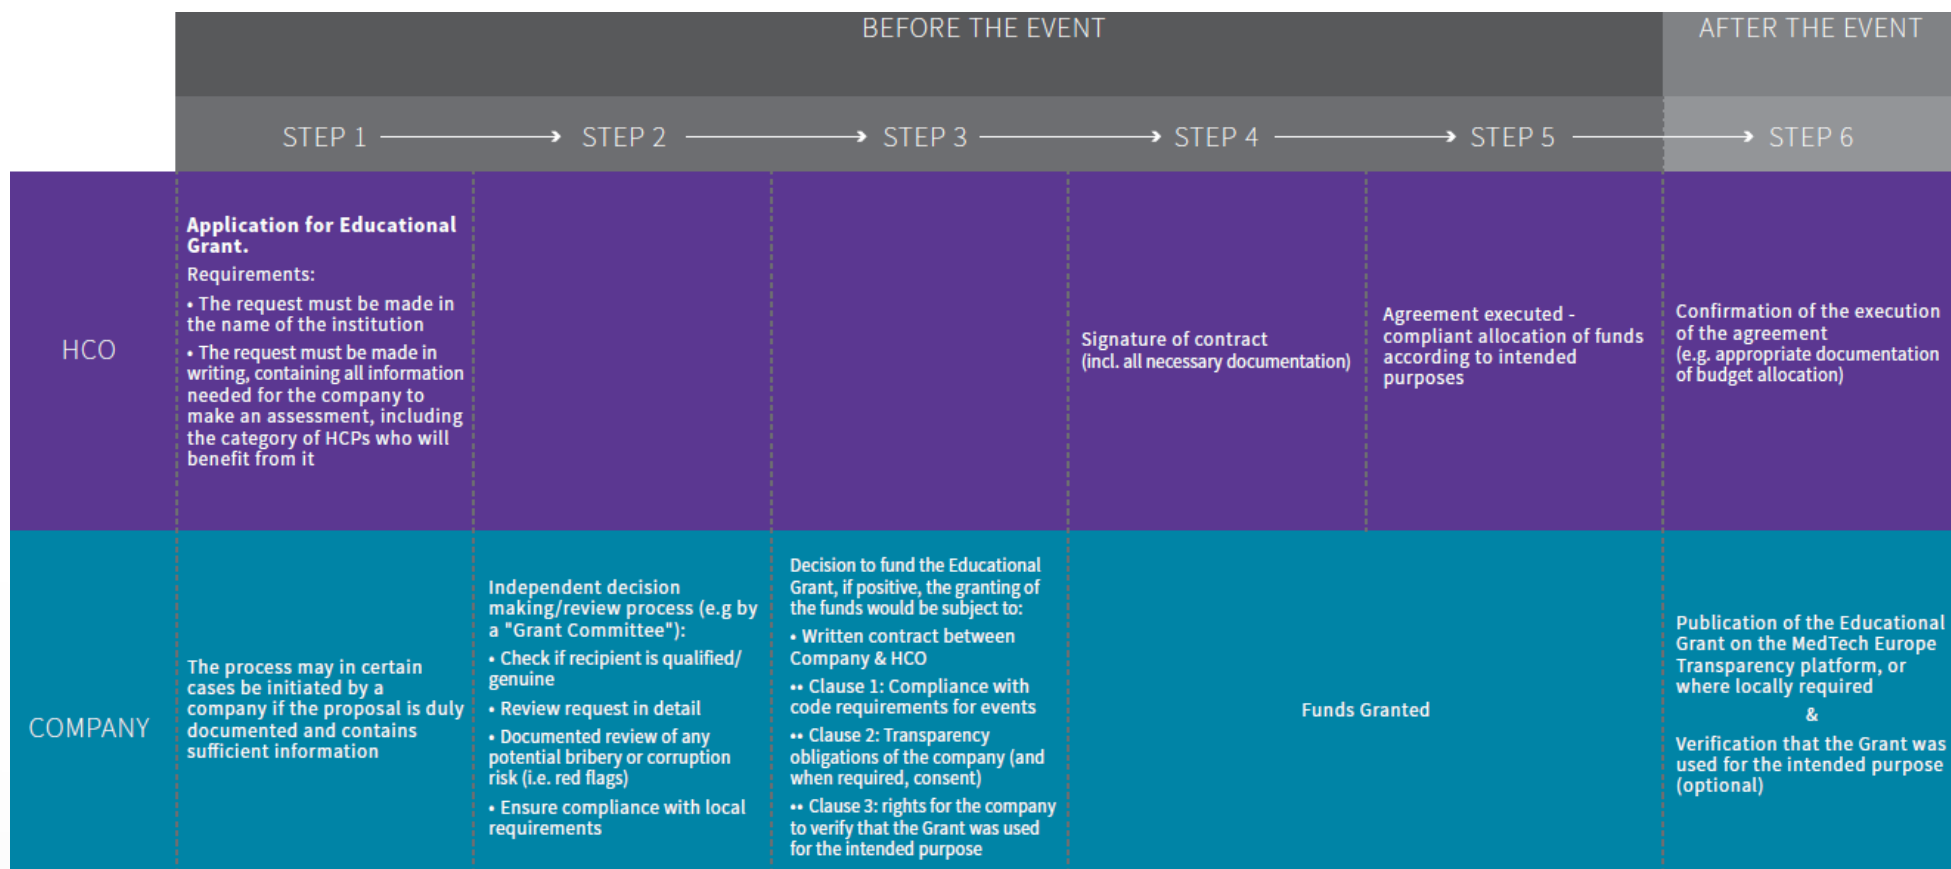 BEFORE THE EVENT
AFTER THE EVENT
STEP 1
STEP 2
STEP 3
STEP 4
STEP 5
STEP 6
HCO
Application for Educational
Grant.
Requirements:
• The request must be made in
the name of the institution
• The request must be made in
writing, containing all information
needed for the company to
make an assessment, including
the category of HCPs who will
benefit from it
Signature of contract
(incl. all necessary documentation)
Agreement executed -
compliant allocation of funds
according to intended
purposes
Confirmation of the execution
of the agreement
(e.g. appropriate documentation
of budget allocation)
COMPANY
The process may in certain
cases be initiated by a
company if the proposal is duly
documented and contains
sufficient information
Independent decision
making/review process (e.g by
a "Grant Committee"):
• Check if recipient is qualified/
genuine
• Review request in detail
• Documented review of any
potential bribery or corruption
risk (i.e. red flags)
• Ensure compliance with local
requirements
Decision to fund the Educational
Grant, if positive, the granting of
the funds would be subject to:
• Written contract between
Company & HCO
•• Clause 1: Compliance with
code requirements for events
•• Clause 2: Transparency
obligations of the company (and
when required, consent)
•• Clause 3: rights for the company
to verify that the Grant was used
for the intended purpose
Funds Granted
Publication of the Educational
Grant on the MedTech Europe
Transparency platform, or
where locally required
&
Verification that the Grant was
used for the intended purpose
(optional)